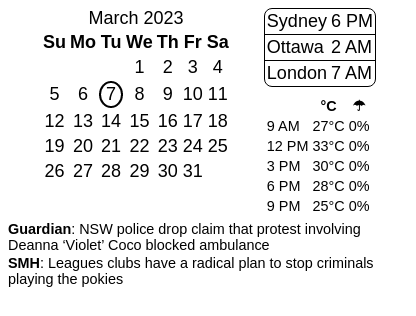 March 2023
Su Mo Tu We Th Fr Sa
1 2 3 4
5 6 7 8 9 10 11
12 13 14 15 16 17 18
19 20 21 22 23 24 25
26 27 28 29 30 31
Sydney 6 PM
Ottawa 2 AM
London 7 AM
°C ☂
9 AM 27°C 0%
12 PM 33°C 0%
3 PM 30°C 0%
6 PM 28°C 0%
9 PM 25°C 0%
Guardian: NSW police drop claim that protest involving
Deanna ‘Violet’ Coco blocked ambulance
SMH: Leagues clubs have a radical plan to stop criminals
playing the pokies